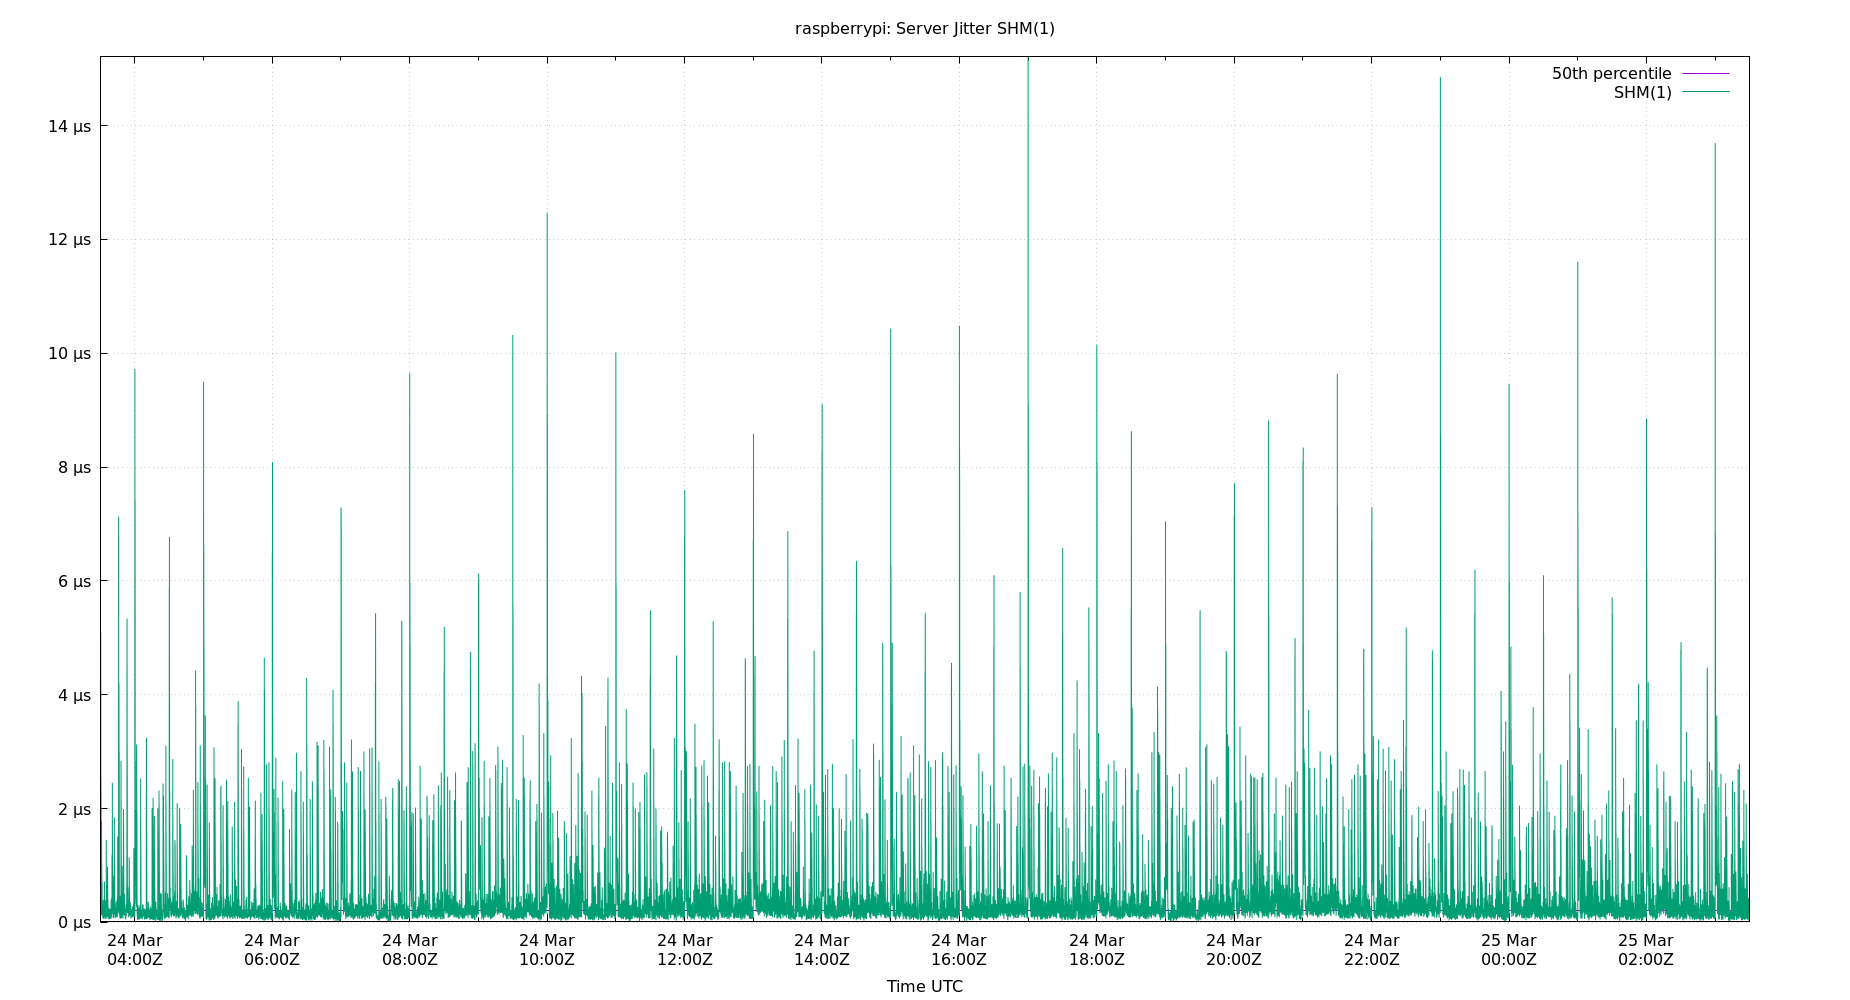 raspberrypi: Server Jitter SHM(1)
50th percentile
SHM(1)
14 µs
12 µs
10 µs
8 µs
6 µs
4 µs
2 µs
0 µs
24 Mar 24 Mar 24 Mar 24 Mar 24 Mar 24 Mar 24 Mar 24 Mar 24 Mar 24 Mar 25 Mar 25 Mar
04:00Z 06:00Z 08:00Z 10:00Z 12:00Z 14:00Z 16:00Z 18:00Z 20:00Z 22:00Z 00:00Z 02:00Z
Time UTC